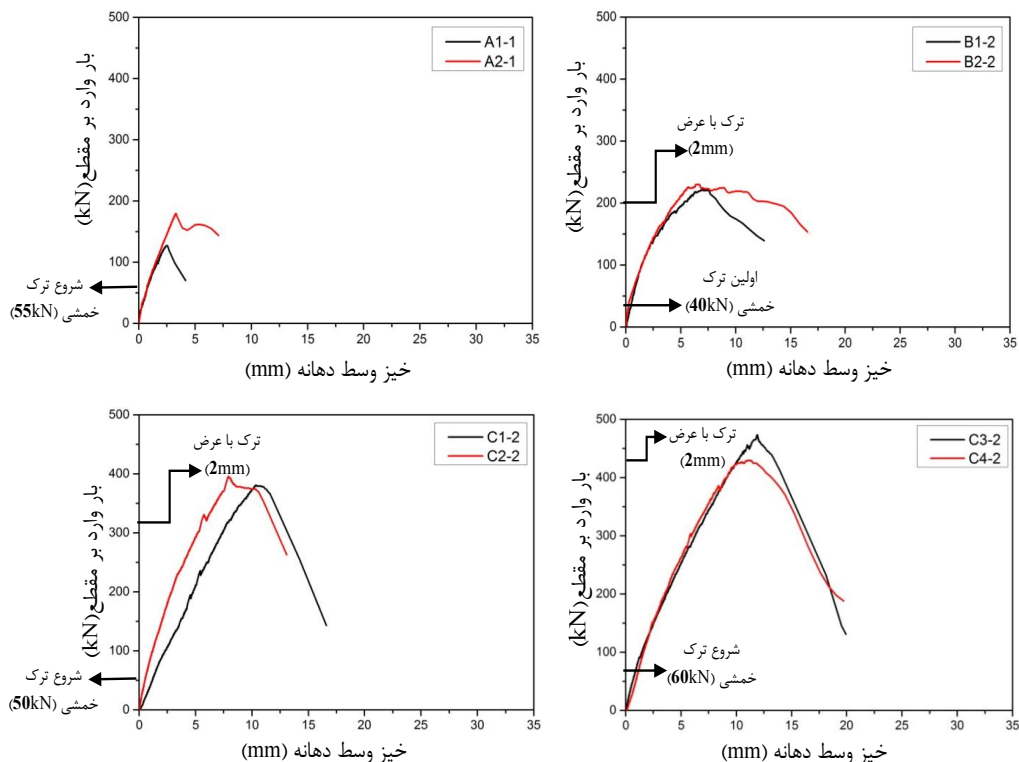 500
400
300
200
100
0
0 5 10 15 20 25 30 35
بار وارد بر مقطع(kN)
خیز وسط دهانه (mm)
A1-1
A2-1
شروع ترک
خمشی (55kN)
500
400
300
200
100
0
0 5 10 15 20 25 30 35
بار وارد بر مقطع(kN)
خیز وسط دهانه (mm)
B1-2
B2-2
ترک با عرض
(2mm)
اولین ترک
خمشی (40kN)
500
400
300
200
100
0
0 5 10 15 20 25 30 35
بار وارد بر مقطع(kN)
خیز وسط دهانه (mm)
C1-2
C2-2
ترک با عرض
(2mm)
شروع ترک
خمشی (50kN)
500
400
300
200
100
0
0 5 10 15 20 25 30 35
بار وارد بر مقطع(kN)
خیز وسط دهانه (mm)
C3-2
C4-2
ترک با عرض
(2mm)
شروع ترک
خمشی (60kN)